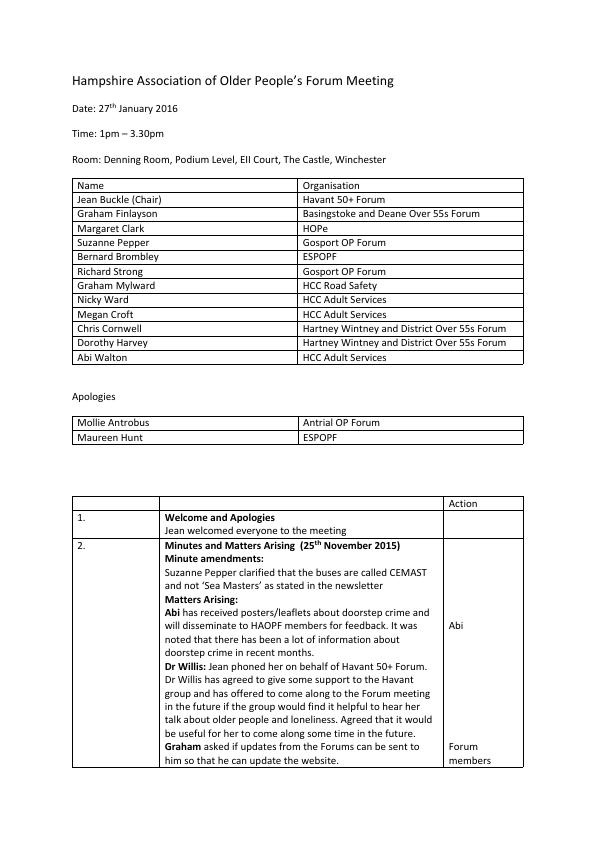 Hampshire Association of Older People's Forum Meeting
Date: 27th January 2016
Time: 1pm – 3.30pm
Room: Denning Room, Podium Level, EII Court, The Castle, Winchester
Name Organisation
Jean Buckle (Chair) Havant 50+ Forum
Graham Finlayson Basingstoke and Deane Over 55s Forum
Margaret Clark HOPe
Suzanne Pepper Gosport OP Forum
Bernard Brombley ESPOPF
Richard Strong Gosport OP Forum
Graham Mylward HCC Road Safety
Nicky Ward HCC Adult Services
Megan Croft HCC Adult Services
Chris Cornwell Hartney Wintney and District Over 55s Forum
Dorothy Harvey Hartney Wintney and District Over 55s Forum
Abi Walton HCC Adult Services
Apologies
Mollie Antrobus Antrial OP Forum
Maureen Hunt ESPOPF
Action
1. Welcome and Apologies
Jean welcomed everyone to the meeting
2. Minutes and Matters Arising (25th November 2015)
Minute amendments:
Suzanne Pepper clarified that the buses are called CEMAST
and not 'Sea Masters' as stated in the newsletter
Matters Arising:
Abi has received posters/leaflets about doorstep crime and
will disseminate to HAOPF members for feedback. It was Abi
noted that there has been a lot of information about
doorstep crime in recent months.
Dr Willis: Jean phoned her on behalf of Havant 50+ Forum.
Dr Willis has agreed to give some support to the Havant
group and has offered to come along to the Forum meeting
in the future if the group would find it helpful to hear her
talk about older people and loneliness. Agreed that it would
be useful for her to come along some time in the future.
Graham asked if updates from the Forums can be sent to Forum
him so that he can update the website. members